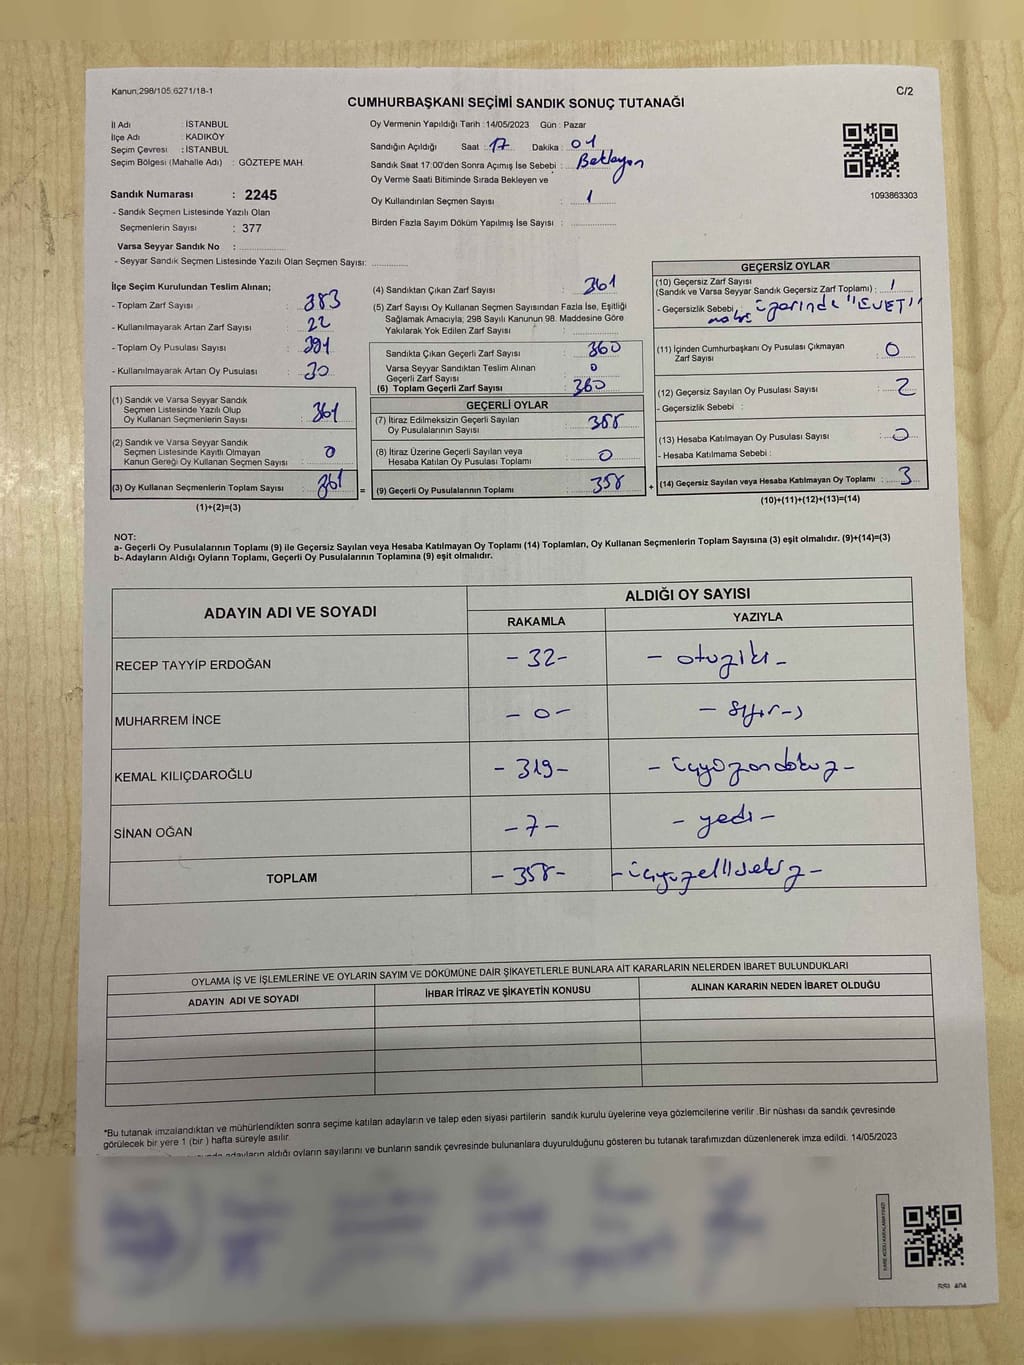 Kanun;298/105.6271/18-1
C/2
CUMHURBAŞKANI SEÇİMİ SANDIK SONUÇ TUTANAĞI
İl Adı : İSTANBUL
İlçe Adı : KADIKÖY
Seçim Çevresi : İSTANBUL
Seçim Bölgesi (Mahalle Adı) : GÖZTEPE MAH.
Sandık Numarası : 2245
- Sandık Seçmen Listesinde Yazılı Olan
Seçmenlerin Sayısı : 377
Varsa Seyyar Sandık No :
- Seyyar Sandık Seçmen Listesinde Yazılı Olan Seçmen Sayısı:
Oy Vermenin Yapıldığı Tarih :14/05/2023 Gün : Pazar
Sandığın Açıldığı Saat : 17 Dakika : 01
Sandık Saat 17:00'den Sonra Açımış İse Sebebi : Bekleyen
Oy Verme Saati Bitiminde Sırada Bekleyen ve
Oy Kullandırılan Seçmen Sayısı : 1
Birden Fazla Sayım Döküm Yapılmış İse Sayısı :
1093863303
İlçe Seçim Kurulundan Teslim Alınan;
- Toplam Zarf Sayısı : 383
- Kullanılmayarak Artan Zarf Sayısı : 22
- Toplam Oy Pusulası Sayısı : 391
- Kullanılmayarak Artan Oy Pusulası : 30
(1) Sandık ve Varsa Seyyar Sandık
Seçmen Listesinde Yazılı Olup
Oy Kullanan Seçmenlerin Sayısı : 361
(2) Sandık ve Varsa Seyyar Sandık
Seçmen Listesinde Kayıtlı Olmayan
Kanun Gereği Oy Kullanan Seçmen Sayısı : 0
(3) Oy Kullanan Seçmenlerin Toplam Sayısı : 361
(1)+(2)=(3)
(4) Sandıktan Çıkan Zarf Sayısı : 361
(5) Zarf Sayısı Oy Kullanan Seçmen Sayısından Fazla İse, Eşitliği
Sağlamak Amacıyla, 298 Sayılı Kanunun 98. Maddesine Göre
Yakılarak Yok Edilen Zarf Sayısı :
Sandıkta Çıkan Geçerli Zarf Sayısı : 360
Varsa Seyyar Sandıktan Teslim Alınan
Geçerli Zarf Sayısı : 0
(6) Toplam Geçerli Zarf Sayısı : 360
GEÇERLİ OYLAR
(7) İtiraz Edilmeksizin Geçerli Sayılan
Oy Pusulalarının Sayısı : 358
(8) İtiraz Üzerine Geçerli Sayılan veya
Hesaba Katılan Oy Pusulası Toplamı : 0
= (9) Geçerli Oy Pusulalarının Toplamı : 358
GEÇERSİZ OYLAR
(10) Geçersiz Zarf Sayısı
(Sandık ve Varsa Seyyar Sandık Geçersiz Zarf Toplamı) : 1
- Geçersizlik Sebebi : üzerinde "EVET"
(11) İçinden Cumhurbaşkanı Oy Pusulası Çıkmayan
Zarf Sayısı : 0
(12) Geçersiz Sayılan Oy Pusulası Sayısı : 2
- Geçersizlik Sebebi :
(13) Hesaba Katılmayan Oy Pusulası Sayısı : 0
- Hesaba Katılmama Sebebi :
+ (14) Geçersiz Sayılan veya Hesaba Katılmayan Oy Toplamı : 3
(10)+(11)+(12)+(13)=(14)
NOT:
a- Geçerli Oy Pusulalarının Toplamı (9) ile Geçersiz Sayılan veya Hesaba Katılmayan Oy Toplamı (14) Toplamları, Oy Kullanan Seçmenlerin Toplam Sayısına (3) eşit olmalıdır. (9)+(14)=(3)
b- Adayların Aldığı Oyların Toplamı, Geçerli Oy Pusulalarının Toplamına (9) eşit olmalıdır.
ADAYIN ADI VE SOYADI
ALDIĞI OY SAYISI
RAKAMLA YAZIYLA
RECEP TAYYİP ERDOĞAN - 32 - - otuziki -
MUHARREM İNCE - 0 - - sıfır -
KEMAL KILIÇDAROĞLU - 319 - - üçyüzondokuz -
SİNAN OĞAN - 7 - - yedi -
TOPLAM - 358 - - üçyüzellisekiz -
OYLAMA İŞ VE İŞLEMLERİNE VE OYLARIN SAYIM VE DÖKÜMÜNE DAİR ŞİKAYETLERLE BUNLARA AİT KARARLARIN NELERDEN İBARET BULUNDUKLARI
ADAYIN ADI VE SOYADI İHBAR İTİRAZ VE ŞİKAYETİN KONUSU ALINAN KARARIN NEDEN İBARET OLDUĞU
*Bu tutanak imzalandıktan ve mühürlendikten sonra seçime katılan adayların ve talep eden siyasi partilerin sandık kurulu üyelerine veya gözlemcilerine verilir .Bir nüshası da sandık çevresinde
görülecek bir yere 1 (bir ) hafta süreyle asılır.
adayların aldığı oyların sayılarını ve bunların sandık çevresinde bulunanlara duyurulduğunu gösteren bu tutanak tarafımızdan düzenlenerek imza edildi. 14/05/2023